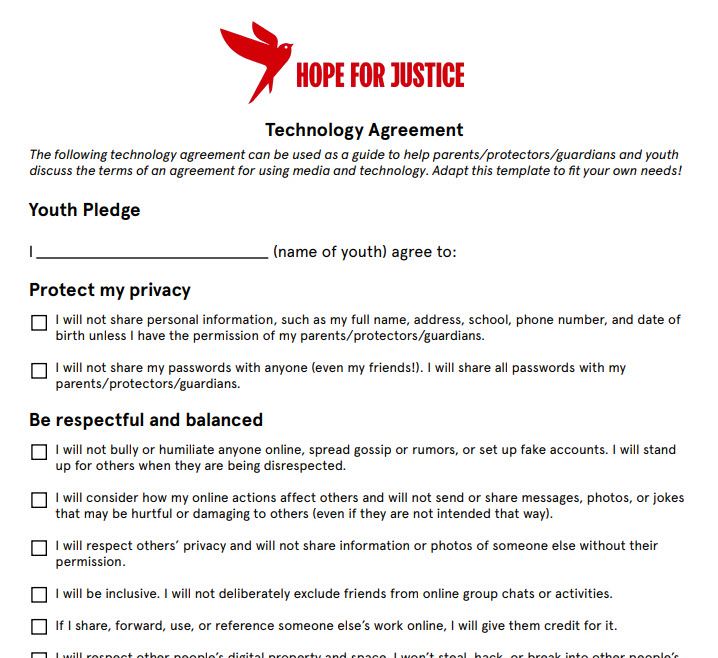 HOPE FOR JUSTICE
Technology Agreement
The following technology agreement can be used as a guide to help parents/protectors/guardians and youth
discuss the terms of an agreement for using media and technology. Adapt this template to fit your own needs!
Youth Pledge
I ____________________________ (name of youth) agree to:
Protect my privacy
I will not share personal information, such as my full name, address, school, phone number, and date of
birth unless I have the permission of my parents/protectors/guardians.
I will not share my passwords with anyone (even my friends!). I will share all passwords with my
parents/protectors/guardians.
Be respectful and balanced
I will not bully or humiliate anyone online, spread gossip or rumors, or set up fake accounts. I will stand
up for others when they are being disrespected.
I will consider how my online actions affect others and will not send or share messages, photos, or jokes
that may be hurtful or damaging to others (even if they are not intended that way).
I will respect others’ privacy and will not share information or photos of someone else without their
permission.
I will be inclusive. I will not deliberately exclude friends from online group chats or activities.
If I share, forward, use, or reference someone else’s work online, I will give them credit for it.
I will respect other people’s digital property and space. I won’t steal, hack, or break into other people’s